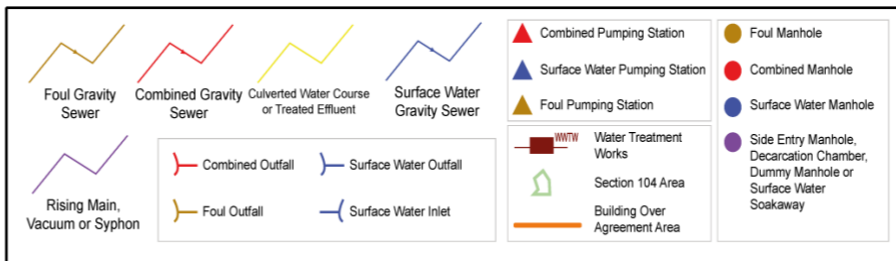 Foul Gravity
Sewer
Combined Gravity
Sewer
Culverted Water Course
or Treated Effluent
Surface Water
Gravity Sewer
Rising Main,
Vacuum or Syphon
Combined Outfall
Surface Water Outfall
Foul Outfall
Surface Water Inlet
Combined Pumping Station
Surface Water Pumping Station
Foul Pumping Station
WWTW
Water Treatment
Works
Section 104 Area
Building Over
Agreement Area
Foul Manhole
Combined Manhole
Surface Water Manhole
Side Entry Manhole,
Decarcation Chamber,
Dummy Manhole or
Surface Water
Soakaway